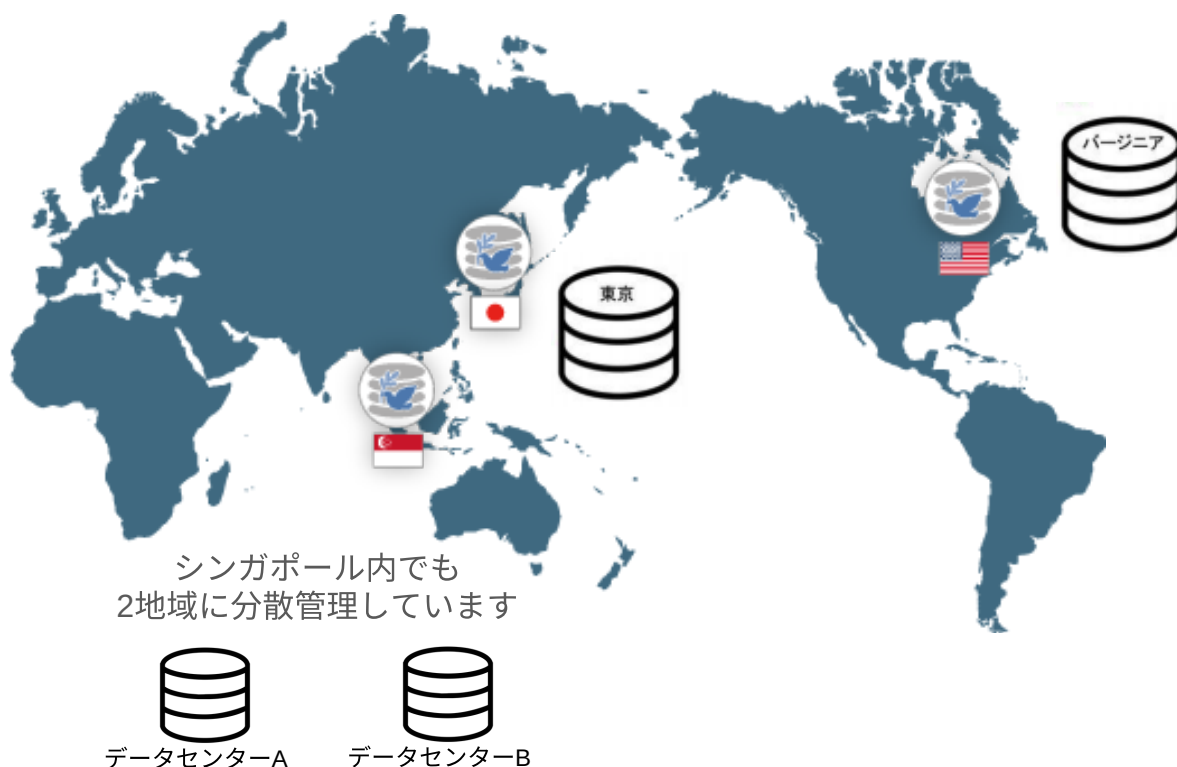 バージニア
東京
シンガポール内でも
2地域に分散管理しています
データセンターA
データセンターB